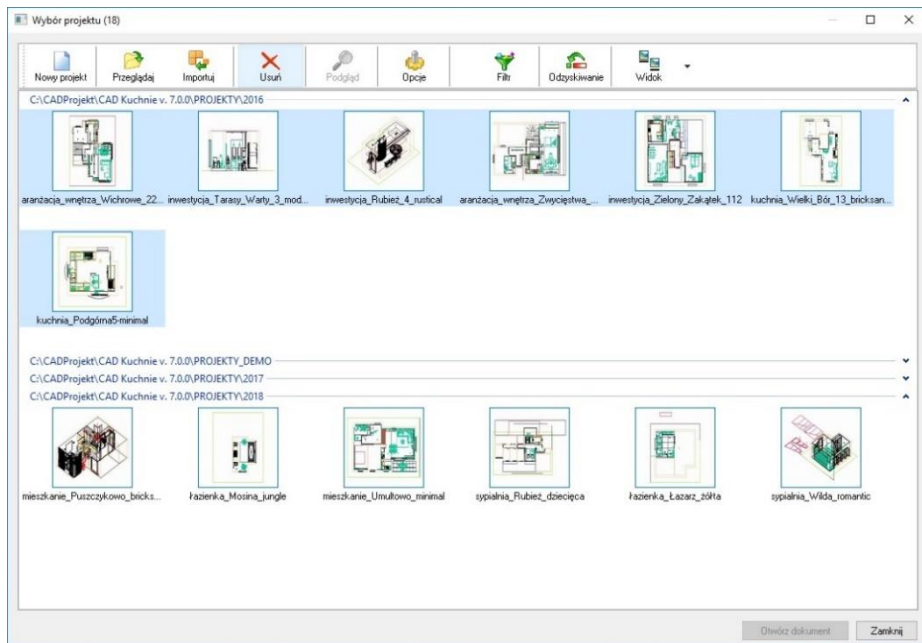 Wybór projektu (18)
Nowy projekt Przeglądaj Importuj Usuń Podgląd Opcje Filtr Odzyskiwanie Widok
C:\CADProjekt\CAD Kuchnie v. 7.0.0\PROJEKTY\2016
aranżacja_wnętrza_Wichrowe_22... inwestycja_Tarasy_Warty_3_mod... inwestycja_Rubież_4_rustical aranżacja_wnętrza_Zwycięstwa_... inwestycja_Zielony_Zakątek_112 kuchnia_Wielki_Bór_13_bricksan...
kuchnia_Podgórna5-minimal
C:\CADProjekt\CAD Kuchnie v. 7.0.0\PROJEKTY_DEMO
C:\CADProjekt\CAD Kuchnie v. 7.0.0\PROJEKTY\2017
C:\CADProjekt\CAD Kuchnie v. 7.0.0\PROJEKTY\2018
mieszkanie_Puszczykowo_bricks... łazienka_Mosina_jungle mieszkanie_Umultowo_minimal sypialnia_Rubież_dziecięca łazienka_Łazarz_żółta sypialnia_Wilda_romantic
Otwórz dokument Zamknij